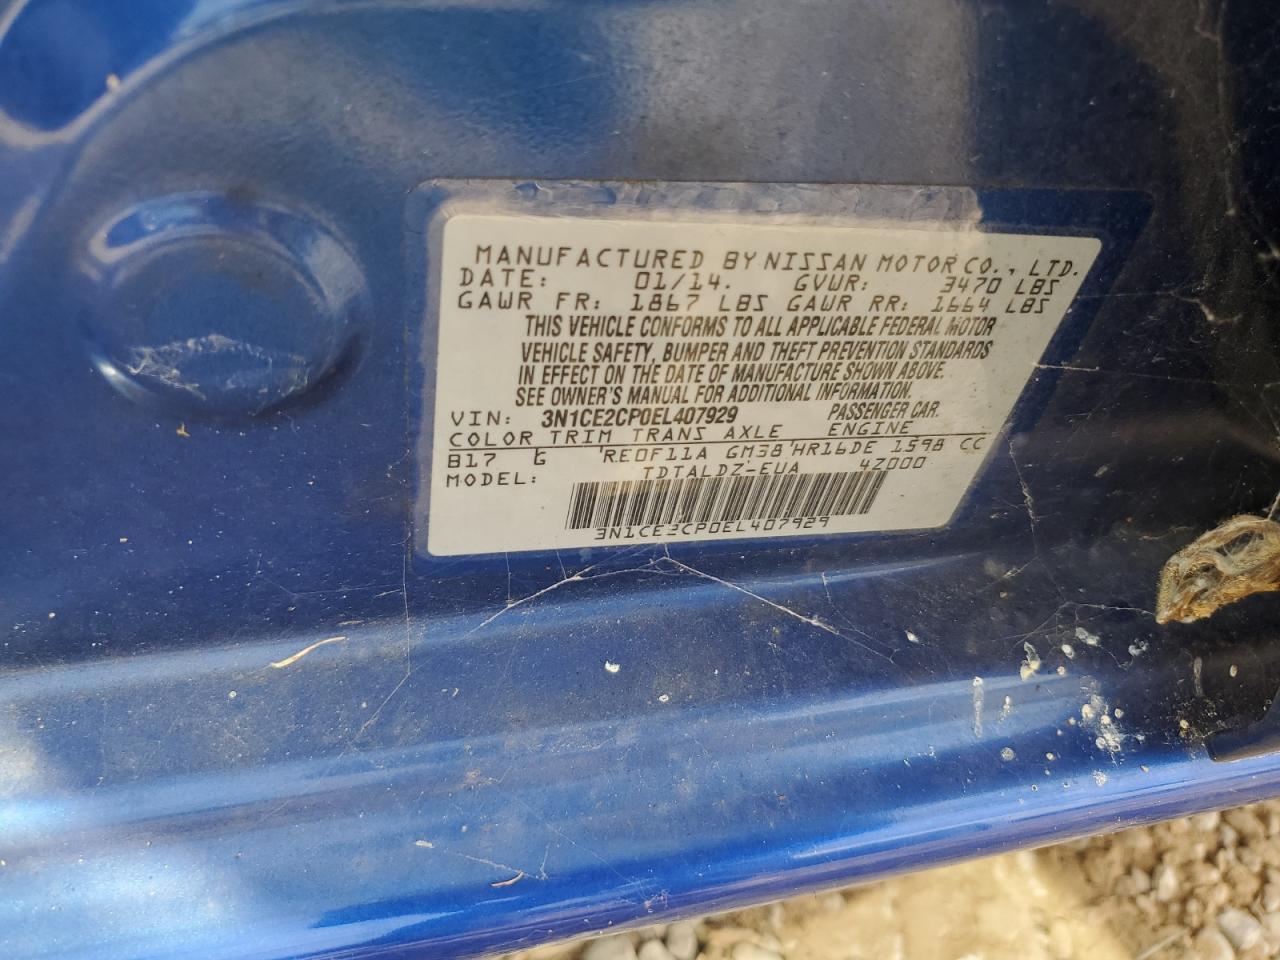 MANUFACTURED BY NISSAN MOTOR CO., LTD.
DATE: 01/14. GVWR: 3470 LBS
GAWR FR: 1867 LBS GAWR RR: 1664 LBS
THIS VEHICLE CONFORMS TO ALL APPLICABLE FEDERAL MOTOR
VEHICLE SAFETY, BUMPER AND THEFT PREVENTION STANDARDS
IN EFFECT ON THE DATE OF MANUFACTURE SHOWN ABOVE.
SEE OWNER'S MANUAL FOR ADDITIONAL INFORMATION.
VIN: 3N1CE2CP0EL407929 PASSENGER CAR.
COLOR TRIM TRANS AXLE ENGINE
B17 G RE0F11A GM38 HR16DE 1598 CC
MODEL: TDTALDZ-EUA 4Z000
3N1CE2CP0EL407929